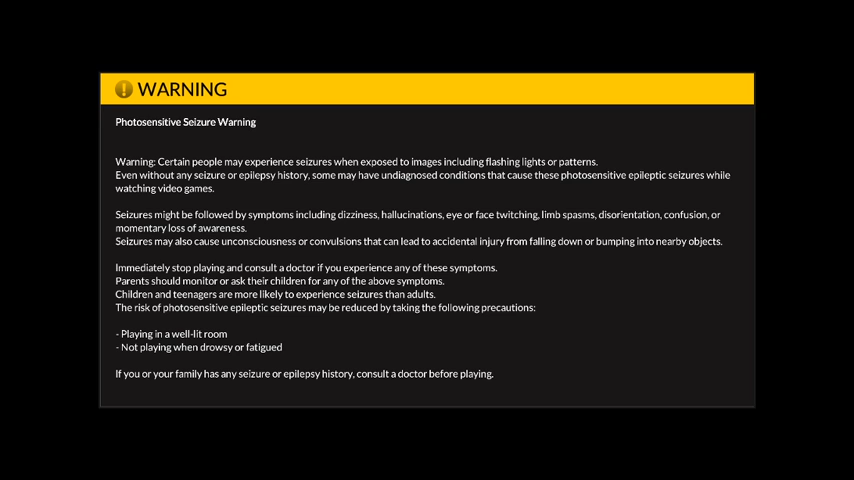 WARNING
Photosensitive Seizure Warning
Warning: Certain people may experience seizures when exposed to images including flashing lights or patterns.
Even without any seizure or epilepsy history, some may have undiagnosed conditions that cause these photosensitive epileptic seizures while
watching video games.
Seizures might be followed by symptoms including dizziness, hallucinations, eye or face twitching, limb spasms, disorientation, confusion, or
momentary loss of awareness.
Seizures may also cause unconsciousness or convulsions that can lead to accidental injury from falling down or bumping into nearby objects.
Immediately stop playing and consult a doctor if you experience any of these symptoms.
Parents should monitor or ask their children for any of the above symptoms.
Children and teenagers are more likely to experience seizures than adults.
The risk of photosensitive epileptic seizures may be reduced by taking the following precautions:
- Playing in a well-lit room
- Not playing when drowsy or fatigued
If you or your family has any seizure or epilepsy history, consult a doctor before playing.